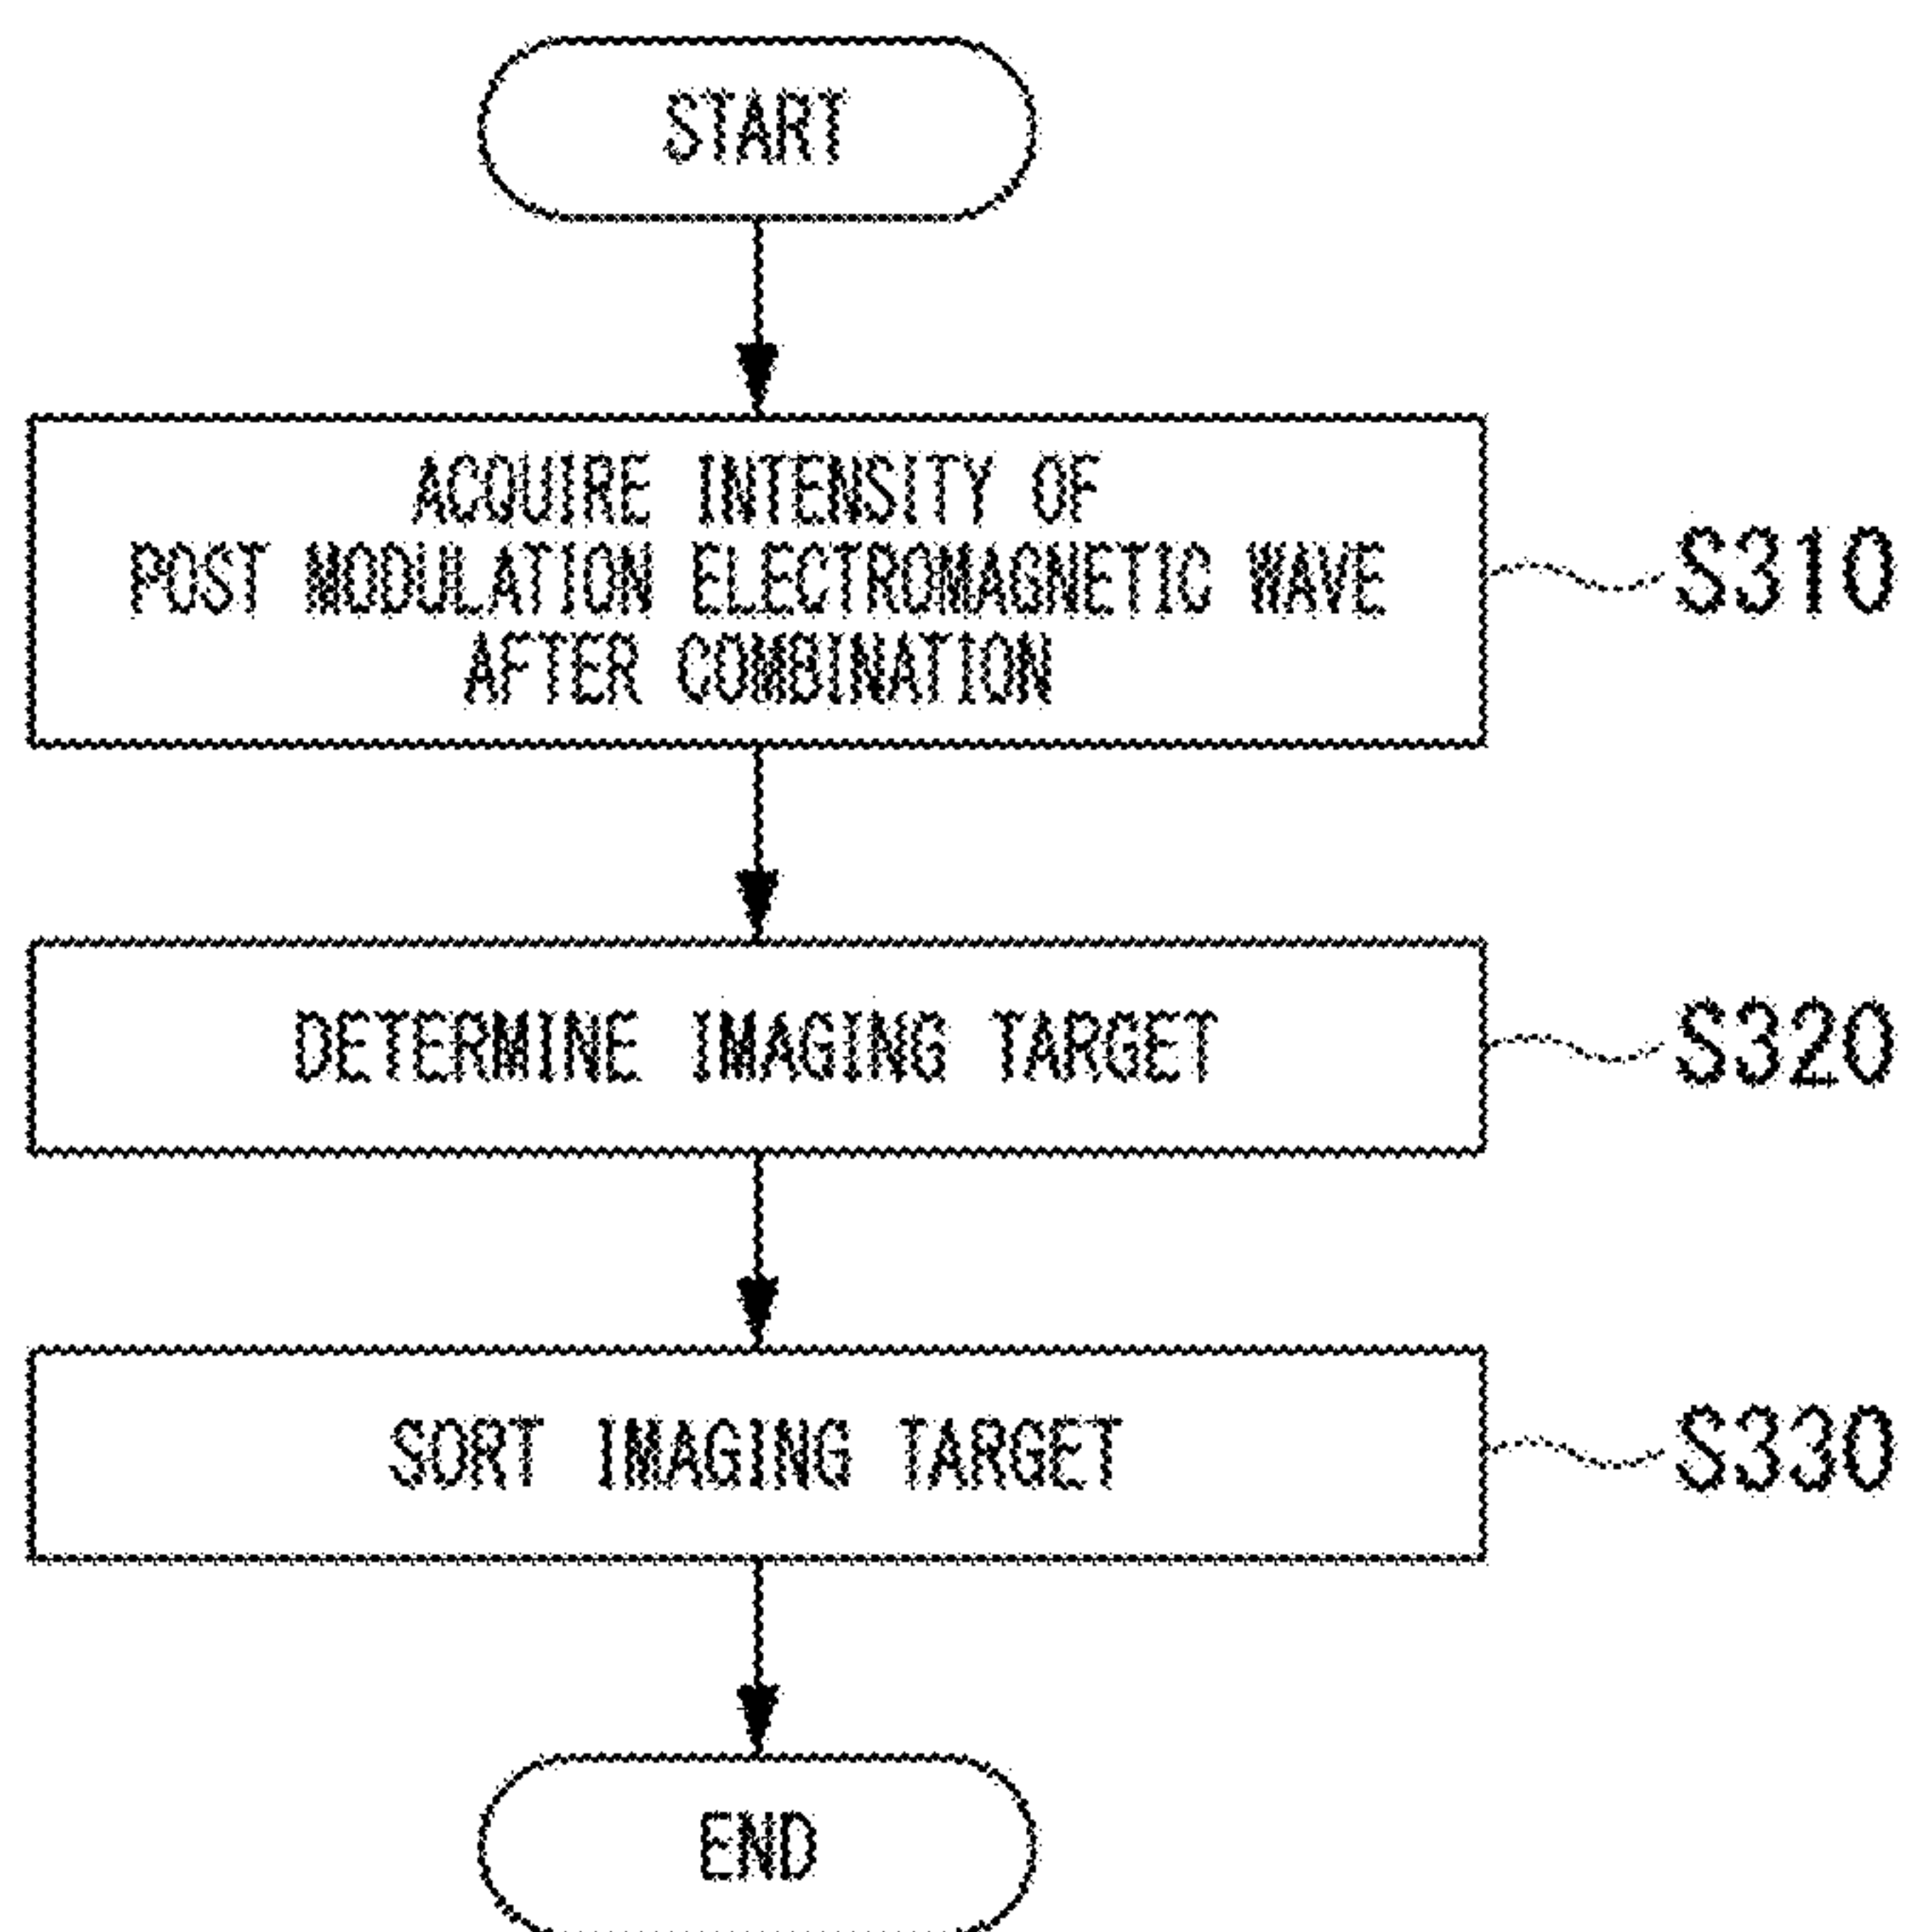 START
ACQUIRE INTENSITY OF
POST MODULATION ELECTROMAGNETIC WAVE
AFTER COMBINATION
S310
DETERMINE IMAGING TARGET
S320
SORT IMAGING TARGET
S330
END